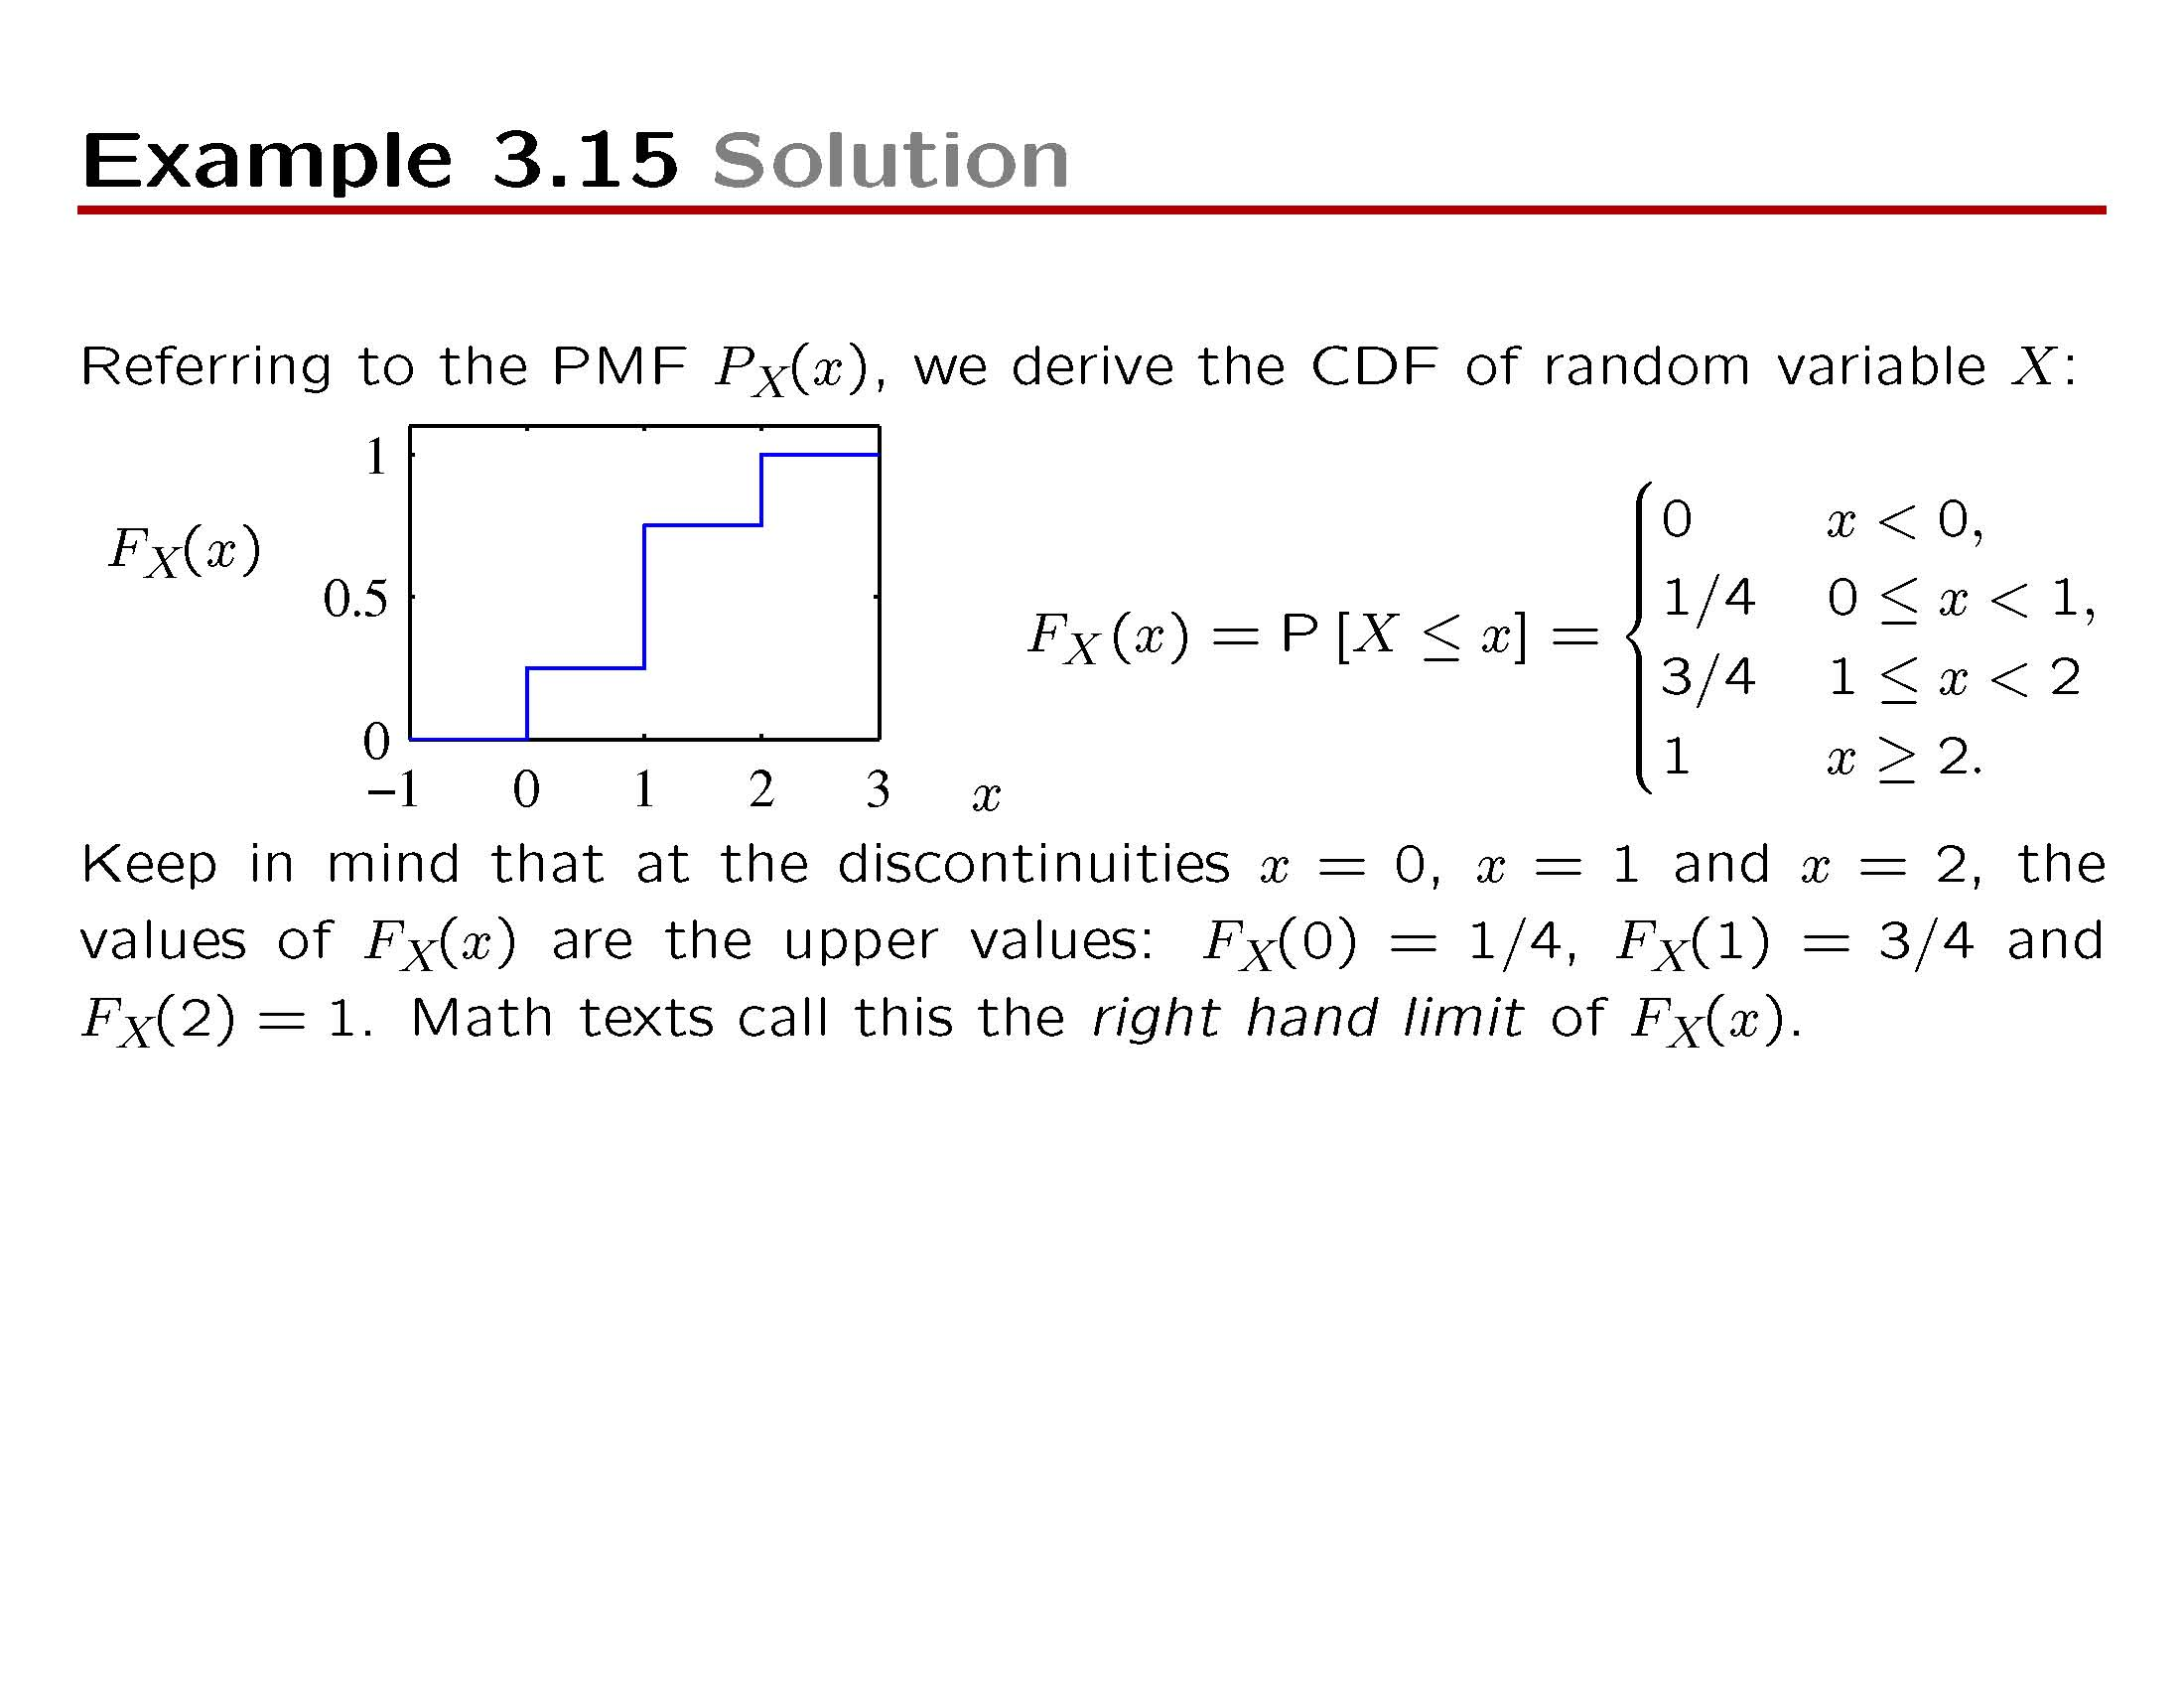 Example 3.15 Solution
Referring to the PMF P_X(x), we derive the CDF of random variable X:
1
F_X(x)
0.5
0
−1 0 1 2 3 x
F_X(x) = P [X ≤ x] =
0 x < 0,
1/4 0 ≤ x < 1,
3/4 1 ≤ x < 2
1 x ≥ 2.
Keep in mind that at the discontinuities x = 0, x = 1 and x = 2, the
values of F_X(x) are the upper values: F_X(0) = 1/4, F_X(1) = 3/4 and
F_X(2) = 1. Math texts call this the right hand limit of F_X(x).